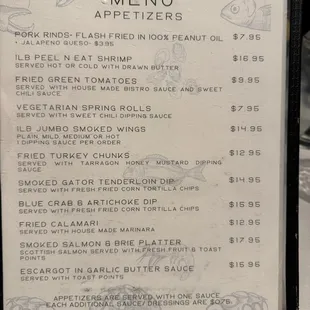 MENU
APPETIZERS
PORK RINDS- FLASH FRIED IN 100% PEANUT OIL $7.95
+ JALAPENO QUESO- $3.95
1LB PEEL N EAT SHRIMP $16.95
SERVED HOT OR COLD WITH DRAWN BUTTER
FRIED GREEN TOMATOES $9.95
SERVED WITH HOUSE MADE BISTRO SAUCE AND SWEET
CHILI SAUCE
VEGETARIAN SPRING ROLLS $7.95
SERVED WITH SWEET CHILI DIPPING SAUCE
1LB JUMBO SMOKED WINGS $14.95
PLAIN, MILD, MEDIUM OR HOT
1 DIPPING SAUCE PER ORDER
FRIED TURKEY CHUNKS $12.95
SERVED WITH TARRAGON HONEY MUSTARD DIPPING
SAUCE
SMOKED GATOR TENDERLOIN DIP $14.95
SERVED WITH FRESH FRIED CORN TORTILLA CHIPS
BLUE CRAB & ARTICHOKE DIP $15.95
SERVED WITH FRESH FRIED CORN TORTILLA CHIPS
FRIED CALAMARI $12.95
SERVED WITH HOUSE MADE MARINARA
SMOKED SALMON & BRIE PLATTER $17.95
SCOTTISH SALMON SERVED WITH FRESH FRUIT & TOAST
POINTS
ESCARGOT IN GARLIC BUTTER SAUCE $15.95
SERVED WITH TOAST POINTS
APPETIZERS ARE SERVED WITH ONE SAUCE
EACH ADDITIONAL SAUCE/DRESSINGS ARE $0.75.